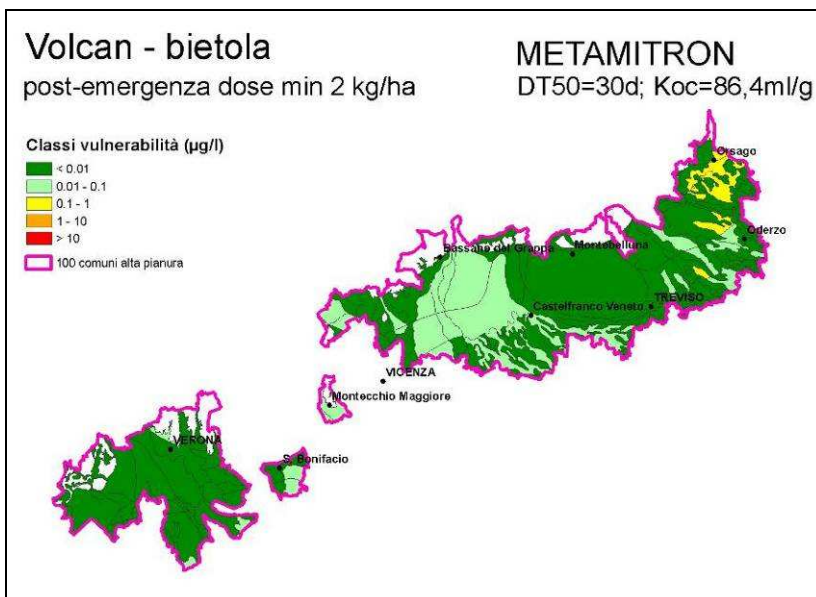 Volcan - bietola
post-emergenza dose min 2 kg/ha
METAMITRON
DT50=30d; Koc=86,4ml/g
Classi vulnerabilità (µg/l)
< 0.01
0.01 - 0.1
0.1 - 1
1 - 10
> 10
100 comuni alta pianura
Orsago
Oderzo
Bassano del Grappa
Montebelluna
Castelfranco Veneto
TREVISO
VICENZA
Montecchio Maggiore
VERONA
S. Bonifacio